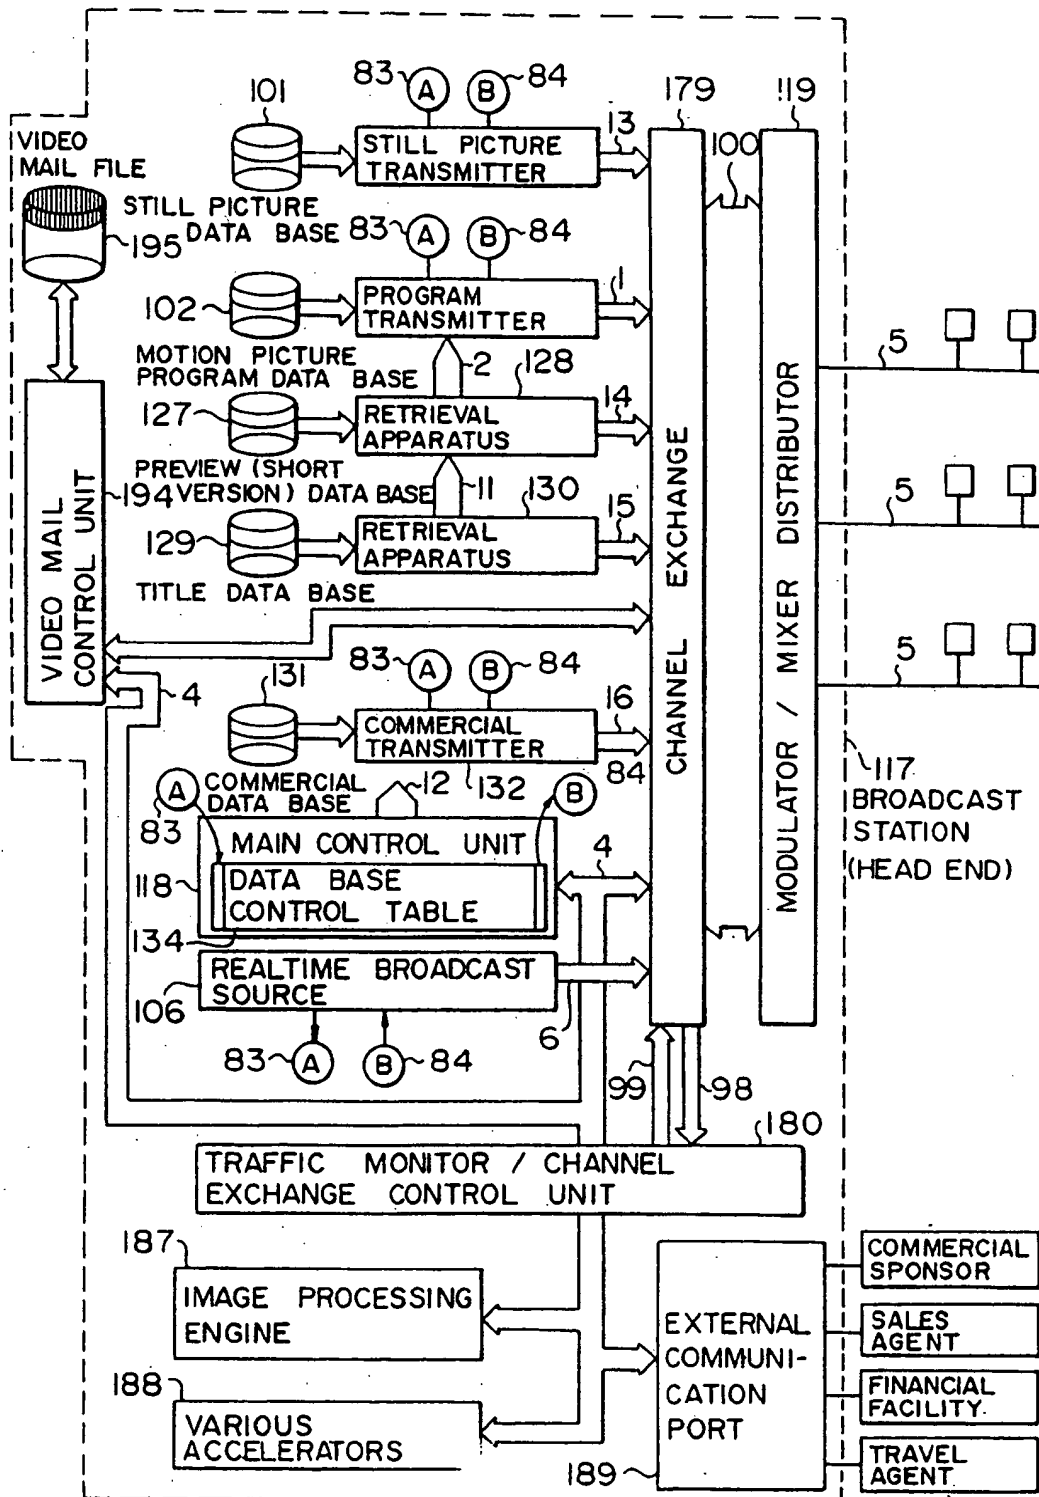 83 A B 84
101
179
119
VIDEO
MAIL FILE
STILL PICTURE
TRANSMITTER
13
100
195
STILL PICTURE
DATA BASE
83 A B 84
102
PROGRAM
TRANSMITTER
1
MOTION PICTURE
PROGRAM DATA BASE
2
128
127
RETRIEVAL
APPARATUS
14
5
PREVIEW (SHORT
VERSION) DATA BASE
11
130
194
VIDEO MAIL
CONTROL UNIT
129
RETRIEVAL
APPARATUS
15
5
TITLE DATA BASE
CHANNEL EXCHANGE
MODULATOR / MIXER DISTRIBUTOR
83 A B 84
4
131
COMMERCIAL
TRANSMITTER
16
5
132
COMMERCIAL
DATA BASE
12
84
B
A
83
117
BROADCAST
STATION
(HEAD END)
MAIN CONTROL UNIT
118
DATA BASE
CONTROL TABLE
134
4
REALTIME BROADCAST
SOURCE
106
6
83 A B 84
99
98
180
TRAFFIC MONITOR / CHANNEL
EXCHANGE CONTROL UNIT
187
IMAGE PROCESSING
ENGINE
188
VARIOUS
ACCELERATORS
EXTERNAL
COMMUNI-
CATION
PORT
189
COMMERCIAL
SPONSOR
SALES
AGENT
FINANCIAL
FACILITY
TRAVEL
AGENT